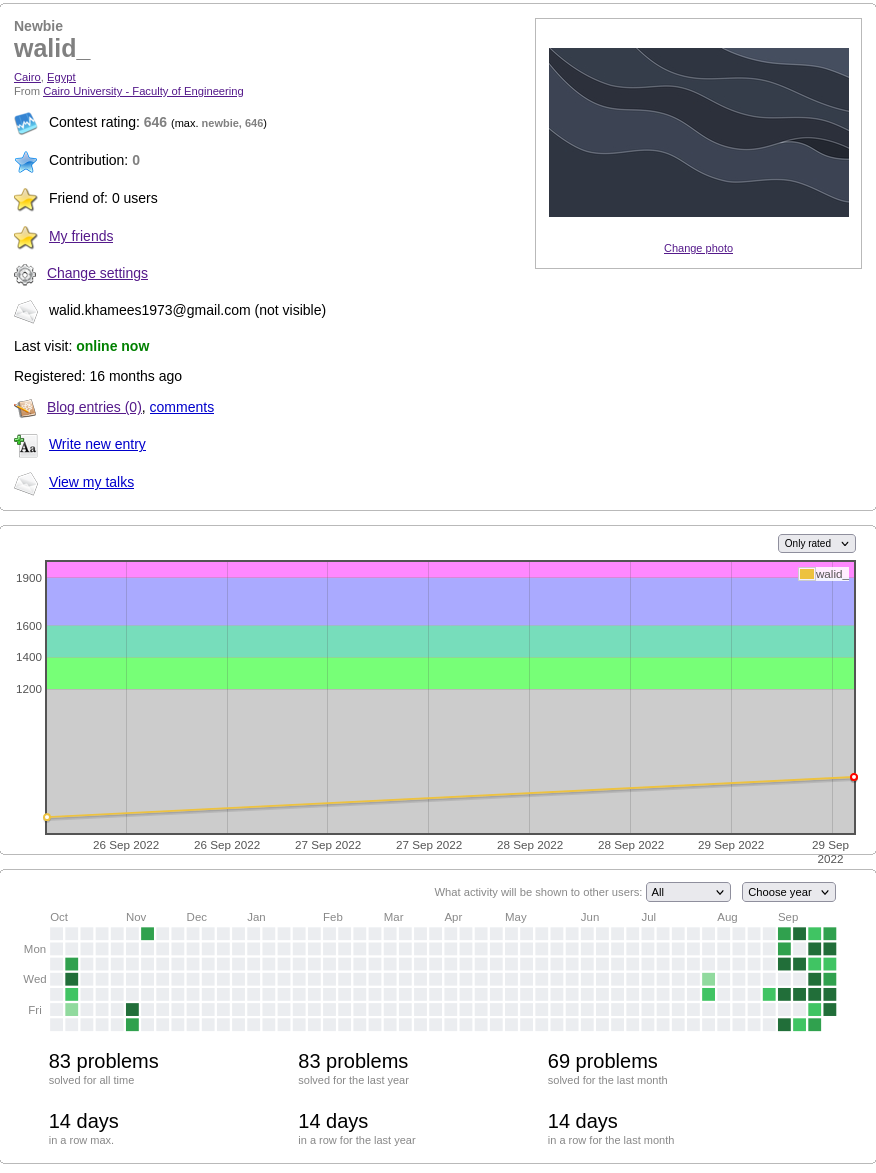 Newbie
walid_
Cairo, Egypt
From Cairo University - Faculty of Engineering
Contest rating: 646 (max. newbie, 646)
Contribution: 0
Friend of: 0 users
My friends
Change settings
walid.khamees1973@gmail.com (not visible)
Last visit: online now
Registered: 16 months ago
Blog entries (0), comments
Write new entry
View my talks
Change photo
Only rated
walid_
1900
1600
1400
1200
26 Sep 2022 26 Sep 2022 27 Sep 2022 27 Sep 2022 28 Sep 2022 28 Sep 2022 29 Sep 2022 29 Sep
2022
What activity will be shown to other users: All Choose year
Oct Nov Dec Jan Feb Mar Apr May Jun Jul Aug Sep
Mon
Wed
Fri
83 problems 83 problems 69 problems
solved for all time solved for the last year solved for the last month
14 days 14 days 14 days
in a row max. in a row for the last year in a row for the last month